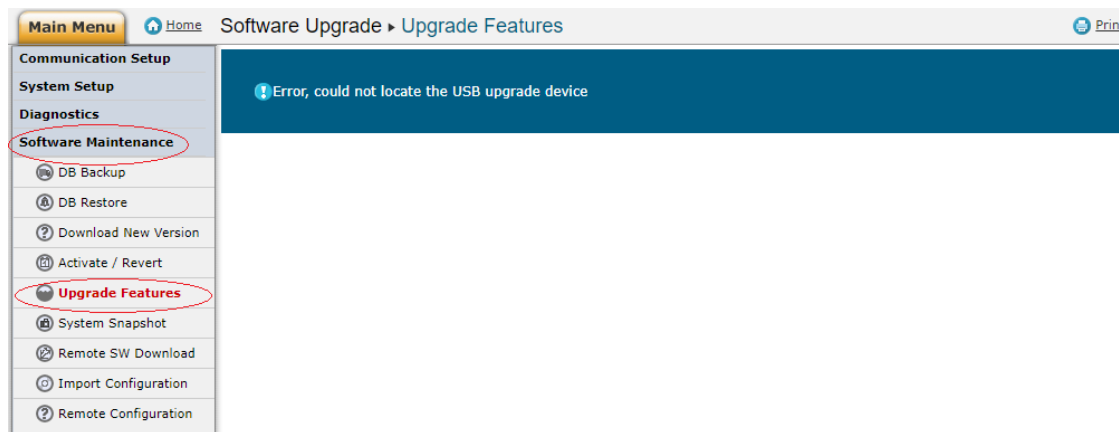 Main Menu Home Software Upgrade ▸ Upgrade Features
Communication Setup
System Setup
Error, could not locate the USB upgrade device
Diagnostics
Software Maintenance
DB Backup
DB Restore
Download New Version
Activate / Revert
Upgrade Features
System Snapshot
Remote SW Download
Import Configuration
Remote Configuration